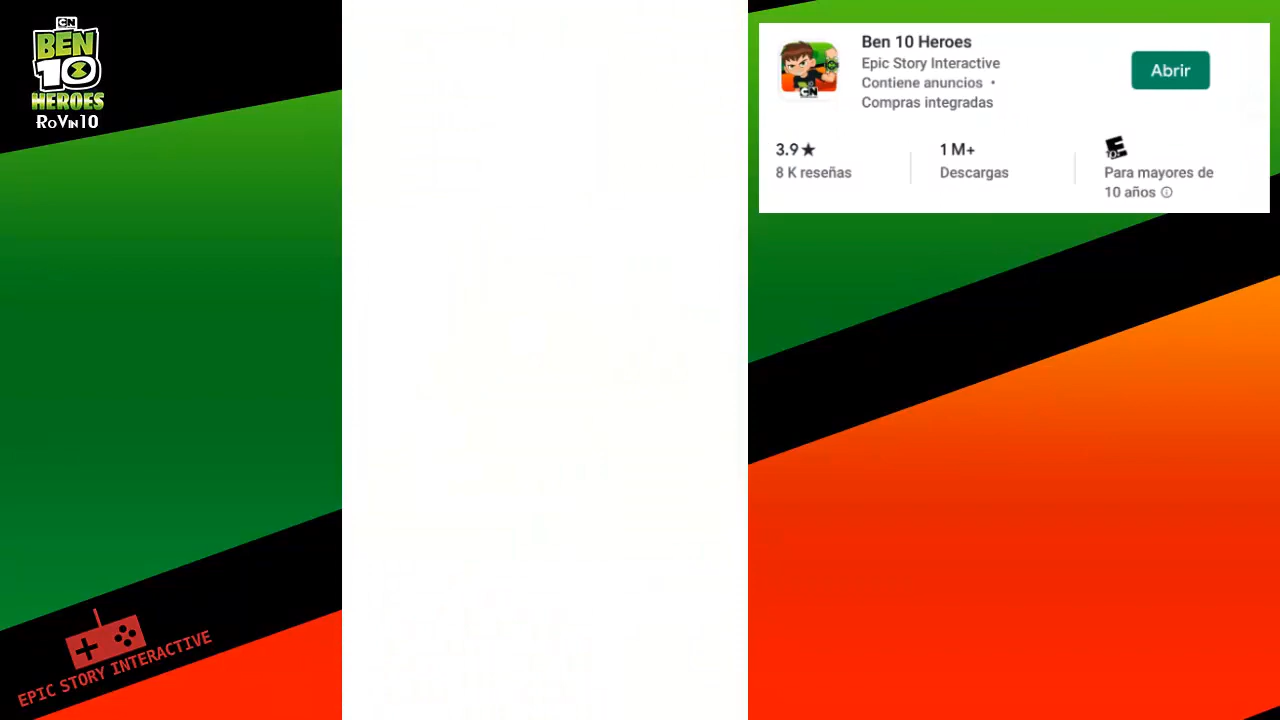 CN
BEN
10
HEROES
RoVin10
EPIC STORY INTERACTIVE
Ben 10 Heroes
Epic Story Interactive
Contiene anuncios •
Compras integradas
Abrir
CN
3.9★
8 K reseñas
1 M+
Descargas
E
10+
Para mayores de
10 años